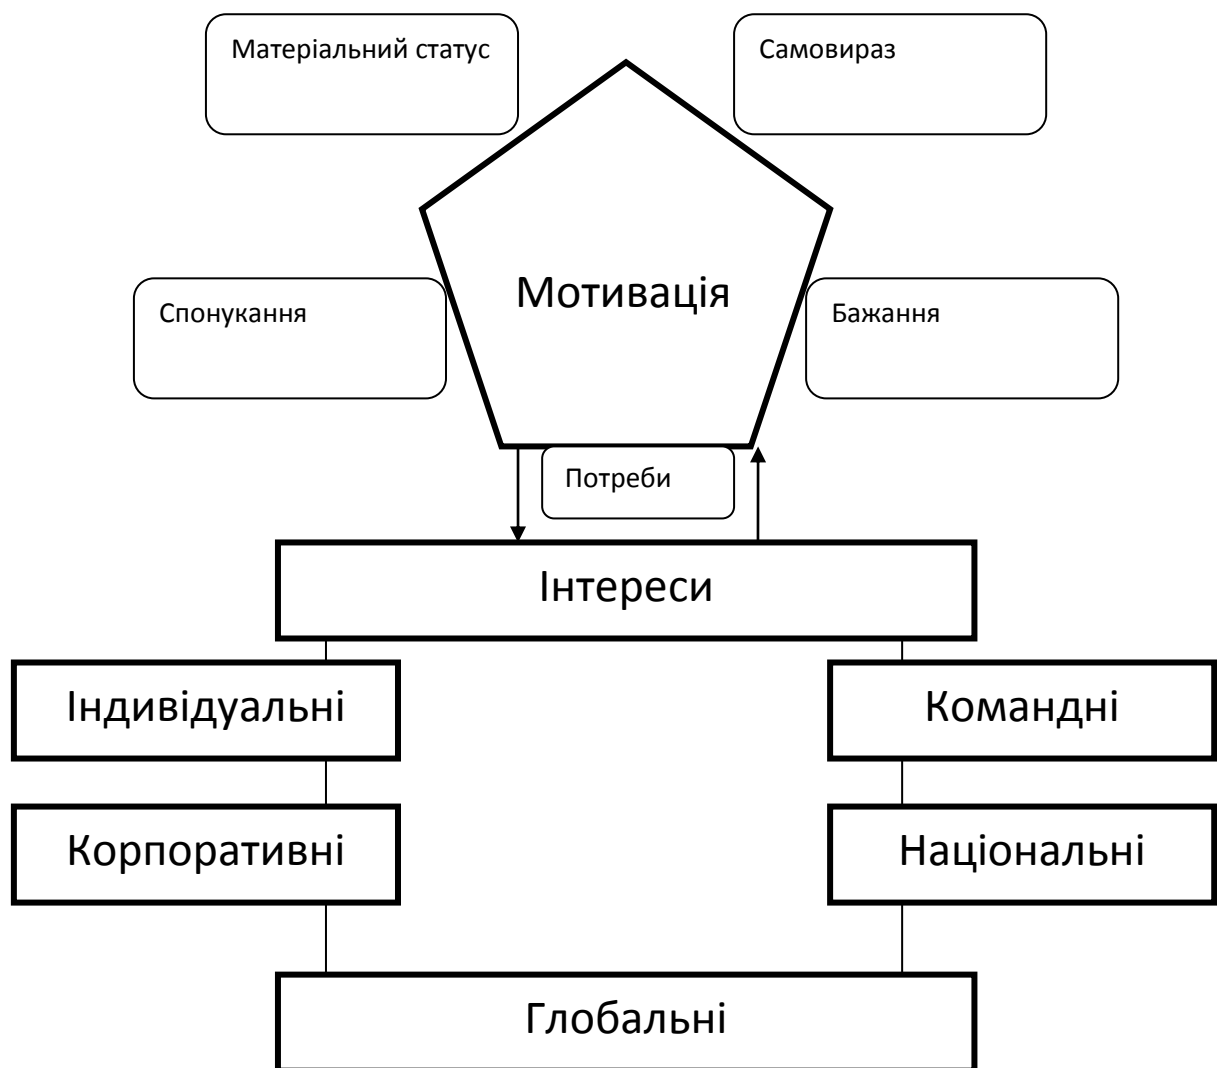 Матеріальний статус
Самовираз
Мотивація
Спонукання
Бажання
Потреби
Інтереси
Індивідуальні
Командні
Корпоративні
Національні
Глобальні